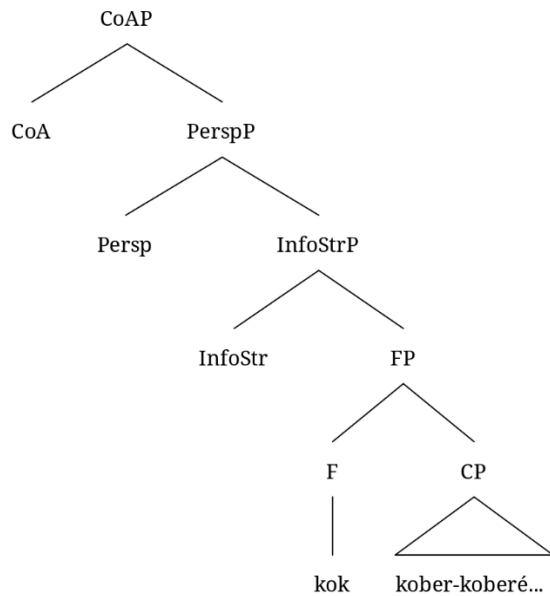 CoAP
CoA PerspP
Persp InfoStrP
InfoStr FP
F CP
kok kober-koberé...